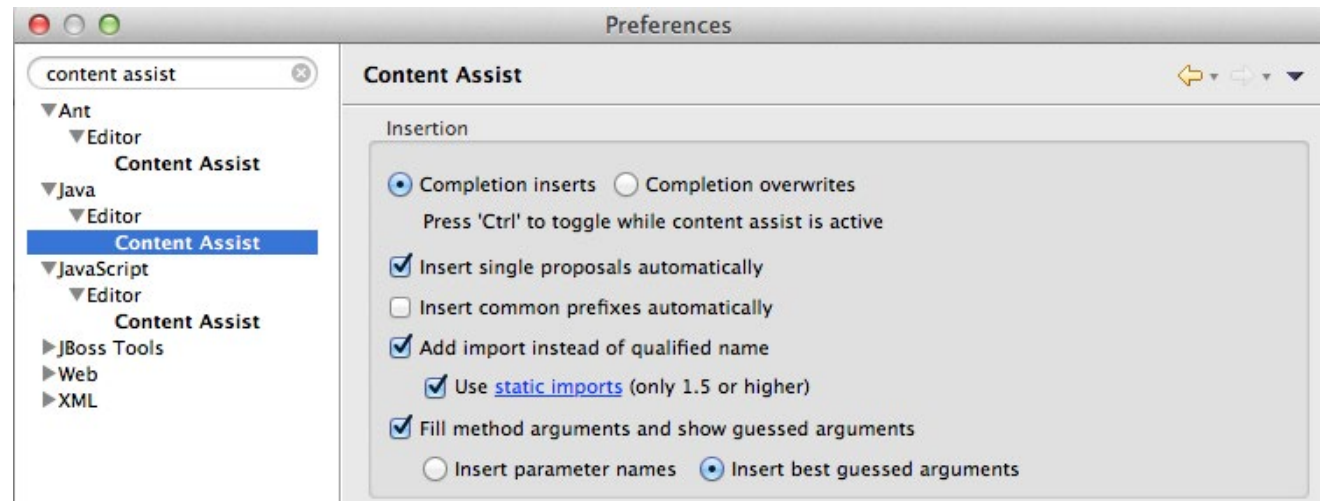 Preferences
content assist
Ant
Editor
Content Assist
Java
Editor
Content Assist
JavaScript
Editor
Content Assist
JBoss Tools
Web
XML
Content Assist
Insertion
Completion inserts Completion overwrites
Press 'Ctrl' to toggle while content assist is active
Insert single proposals automatically
Insert common prefixes automatically
Add import instead of qualified name
Use static imports (only 1.5 or higher)
Fill method arguments and show guessed arguments
Insert parameter names Insert best guessed arguments